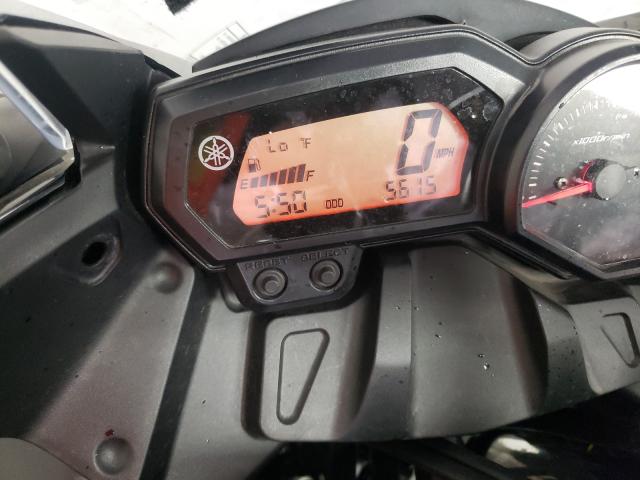 Lo °F
0 MPH
E F
5:50 ODO 5615
x1000r/min
RESET SELECT